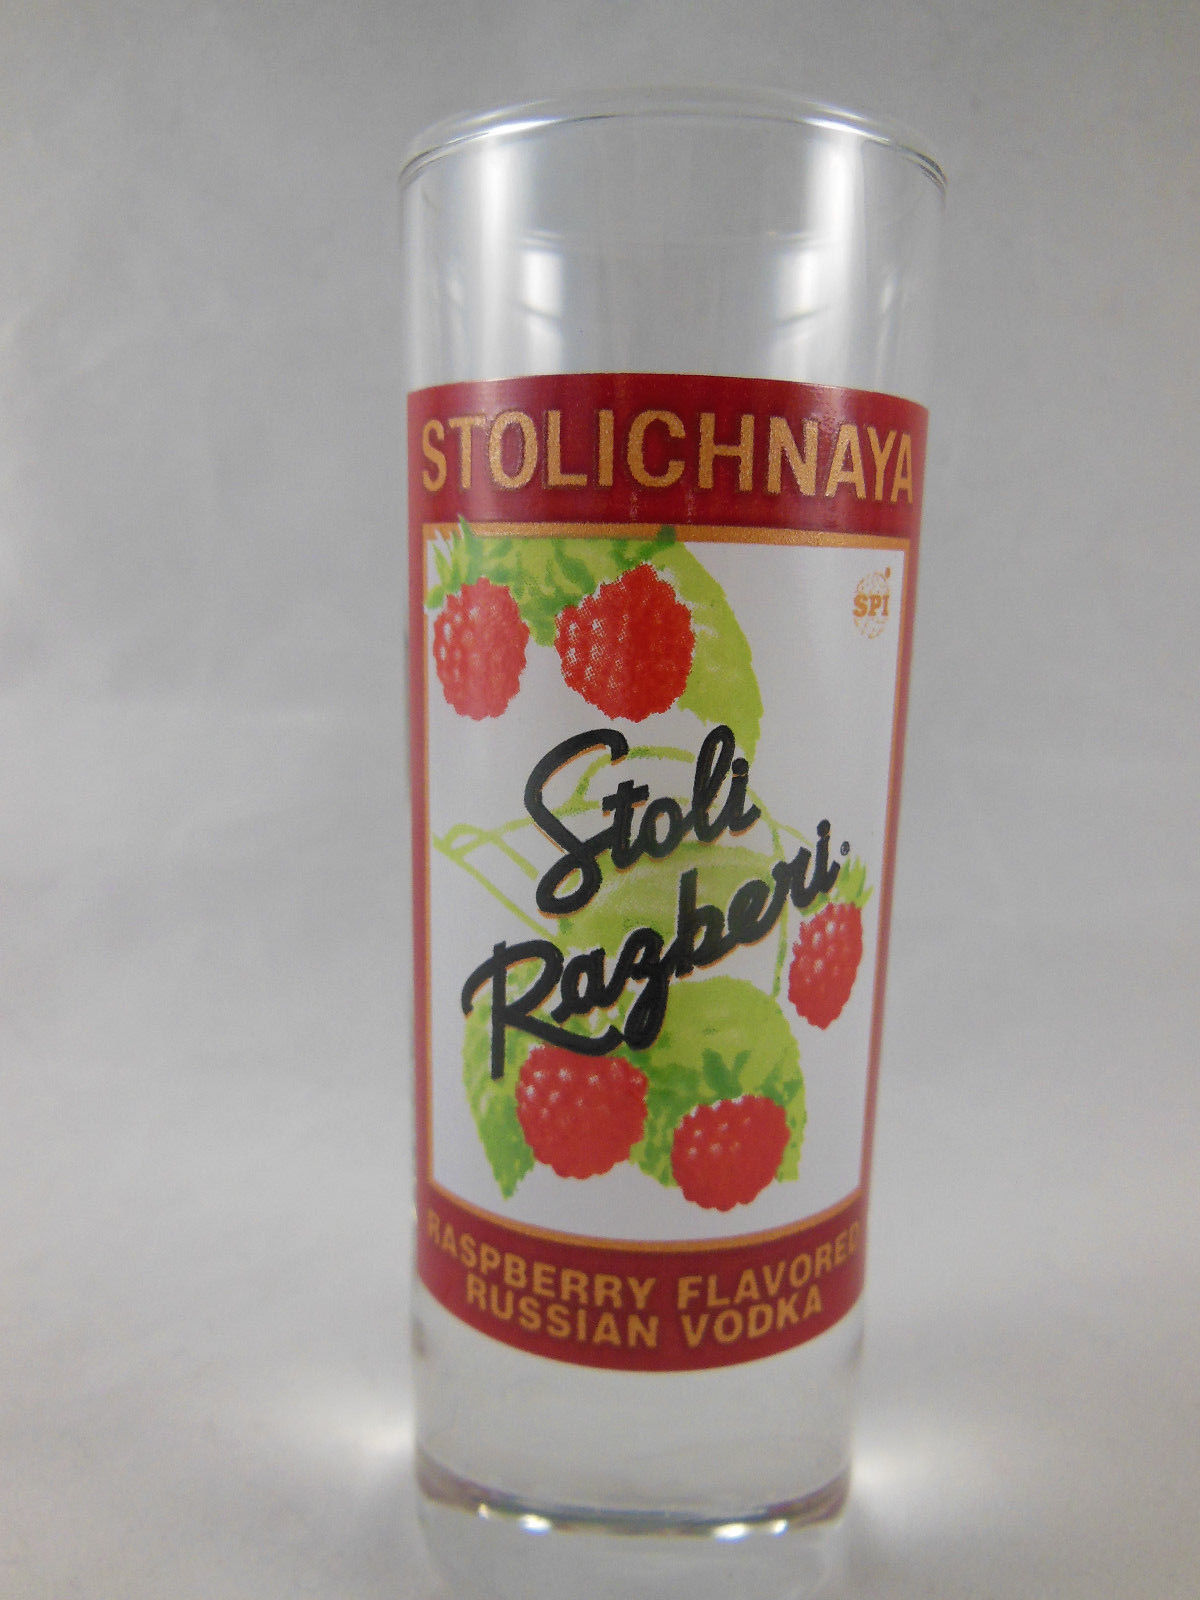 STOLICHNAYA
SPI
Stoli
Razberi®
RASPBERRY FLAVORED
RUSSIAN VODKA